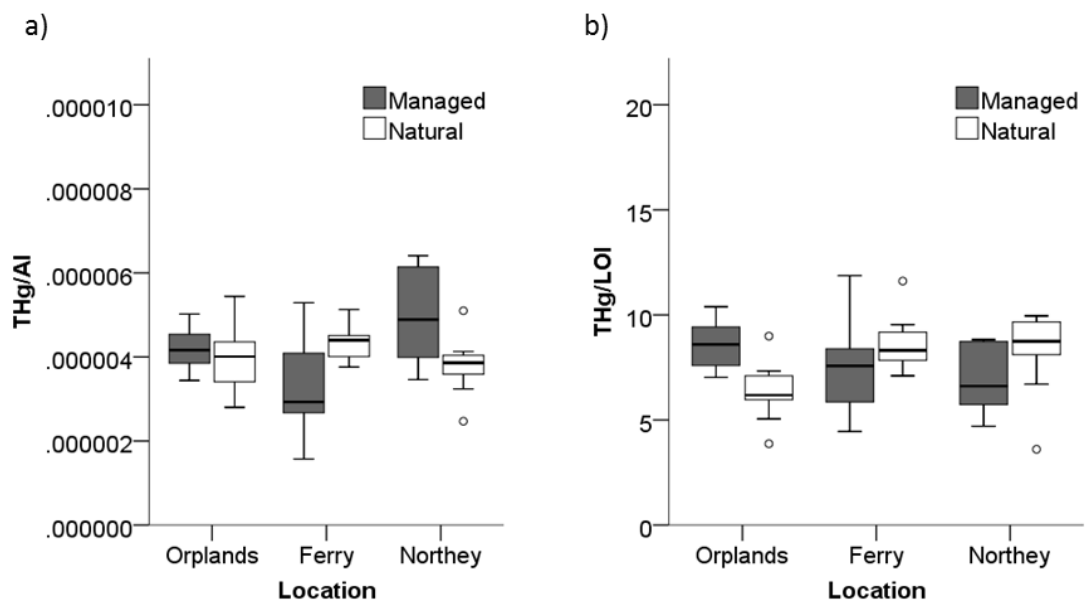 a)
.000010
.000008
.000006
.000004
.000002
.000000
THg/Al
Managed
Natural
Orplands Ferry Northey
Location
b)
20
15
10
5
0
THg/LOI
Managed
Natural
Orplands Ferry Northey
Location